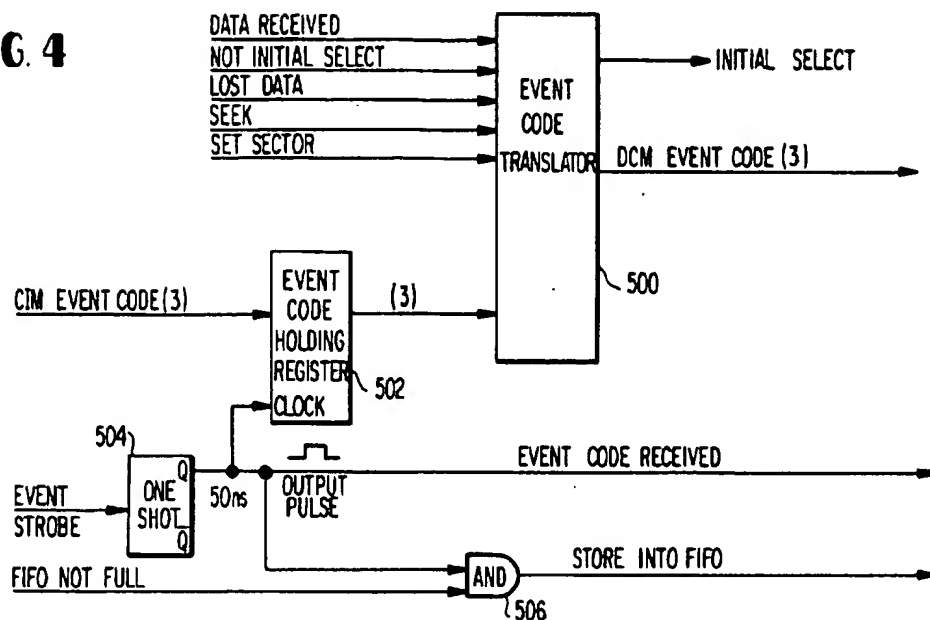 G. 4
DATA RECEIVED
NOT INITIAL SELECT
LOST DATA
SEEK
SET SECTOR
EVENT
CODE
TRANSLATOR
INITIAL SELECT
DCM EVENT CODE (3)
500
CIM EVENT CODE (3)
EVENT
CODE
HOLDING
REGISTER
CLOCK
(3)
502
504
EVENT
STROBE
ONE
SHOT
Q
Q̅
50ns
OUTPUT
PULSE
EVENT CODE RECEIVED
FIFO NOT FULL
AND
506
STORE INTO FIFO